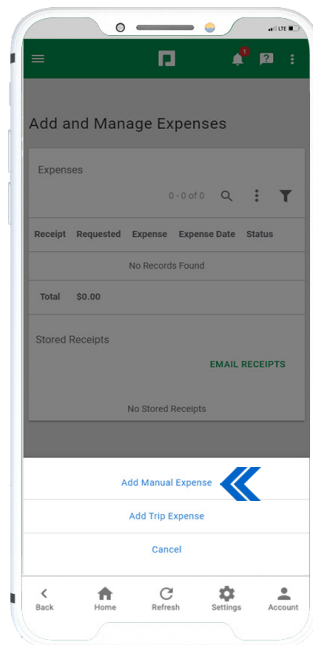 LTE
1
?
Add and Manage Expenses
Expenses
0 - 0 of 0
Receipt Requested Expense Expense Date Status
No Records Found
Total $0.00
Stored Receipts
EMAIL RECEIPTS
No Stored Receipts
Add Manual Expense
Add Trip Expense
Cancel
Back Home Refresh Settings Account